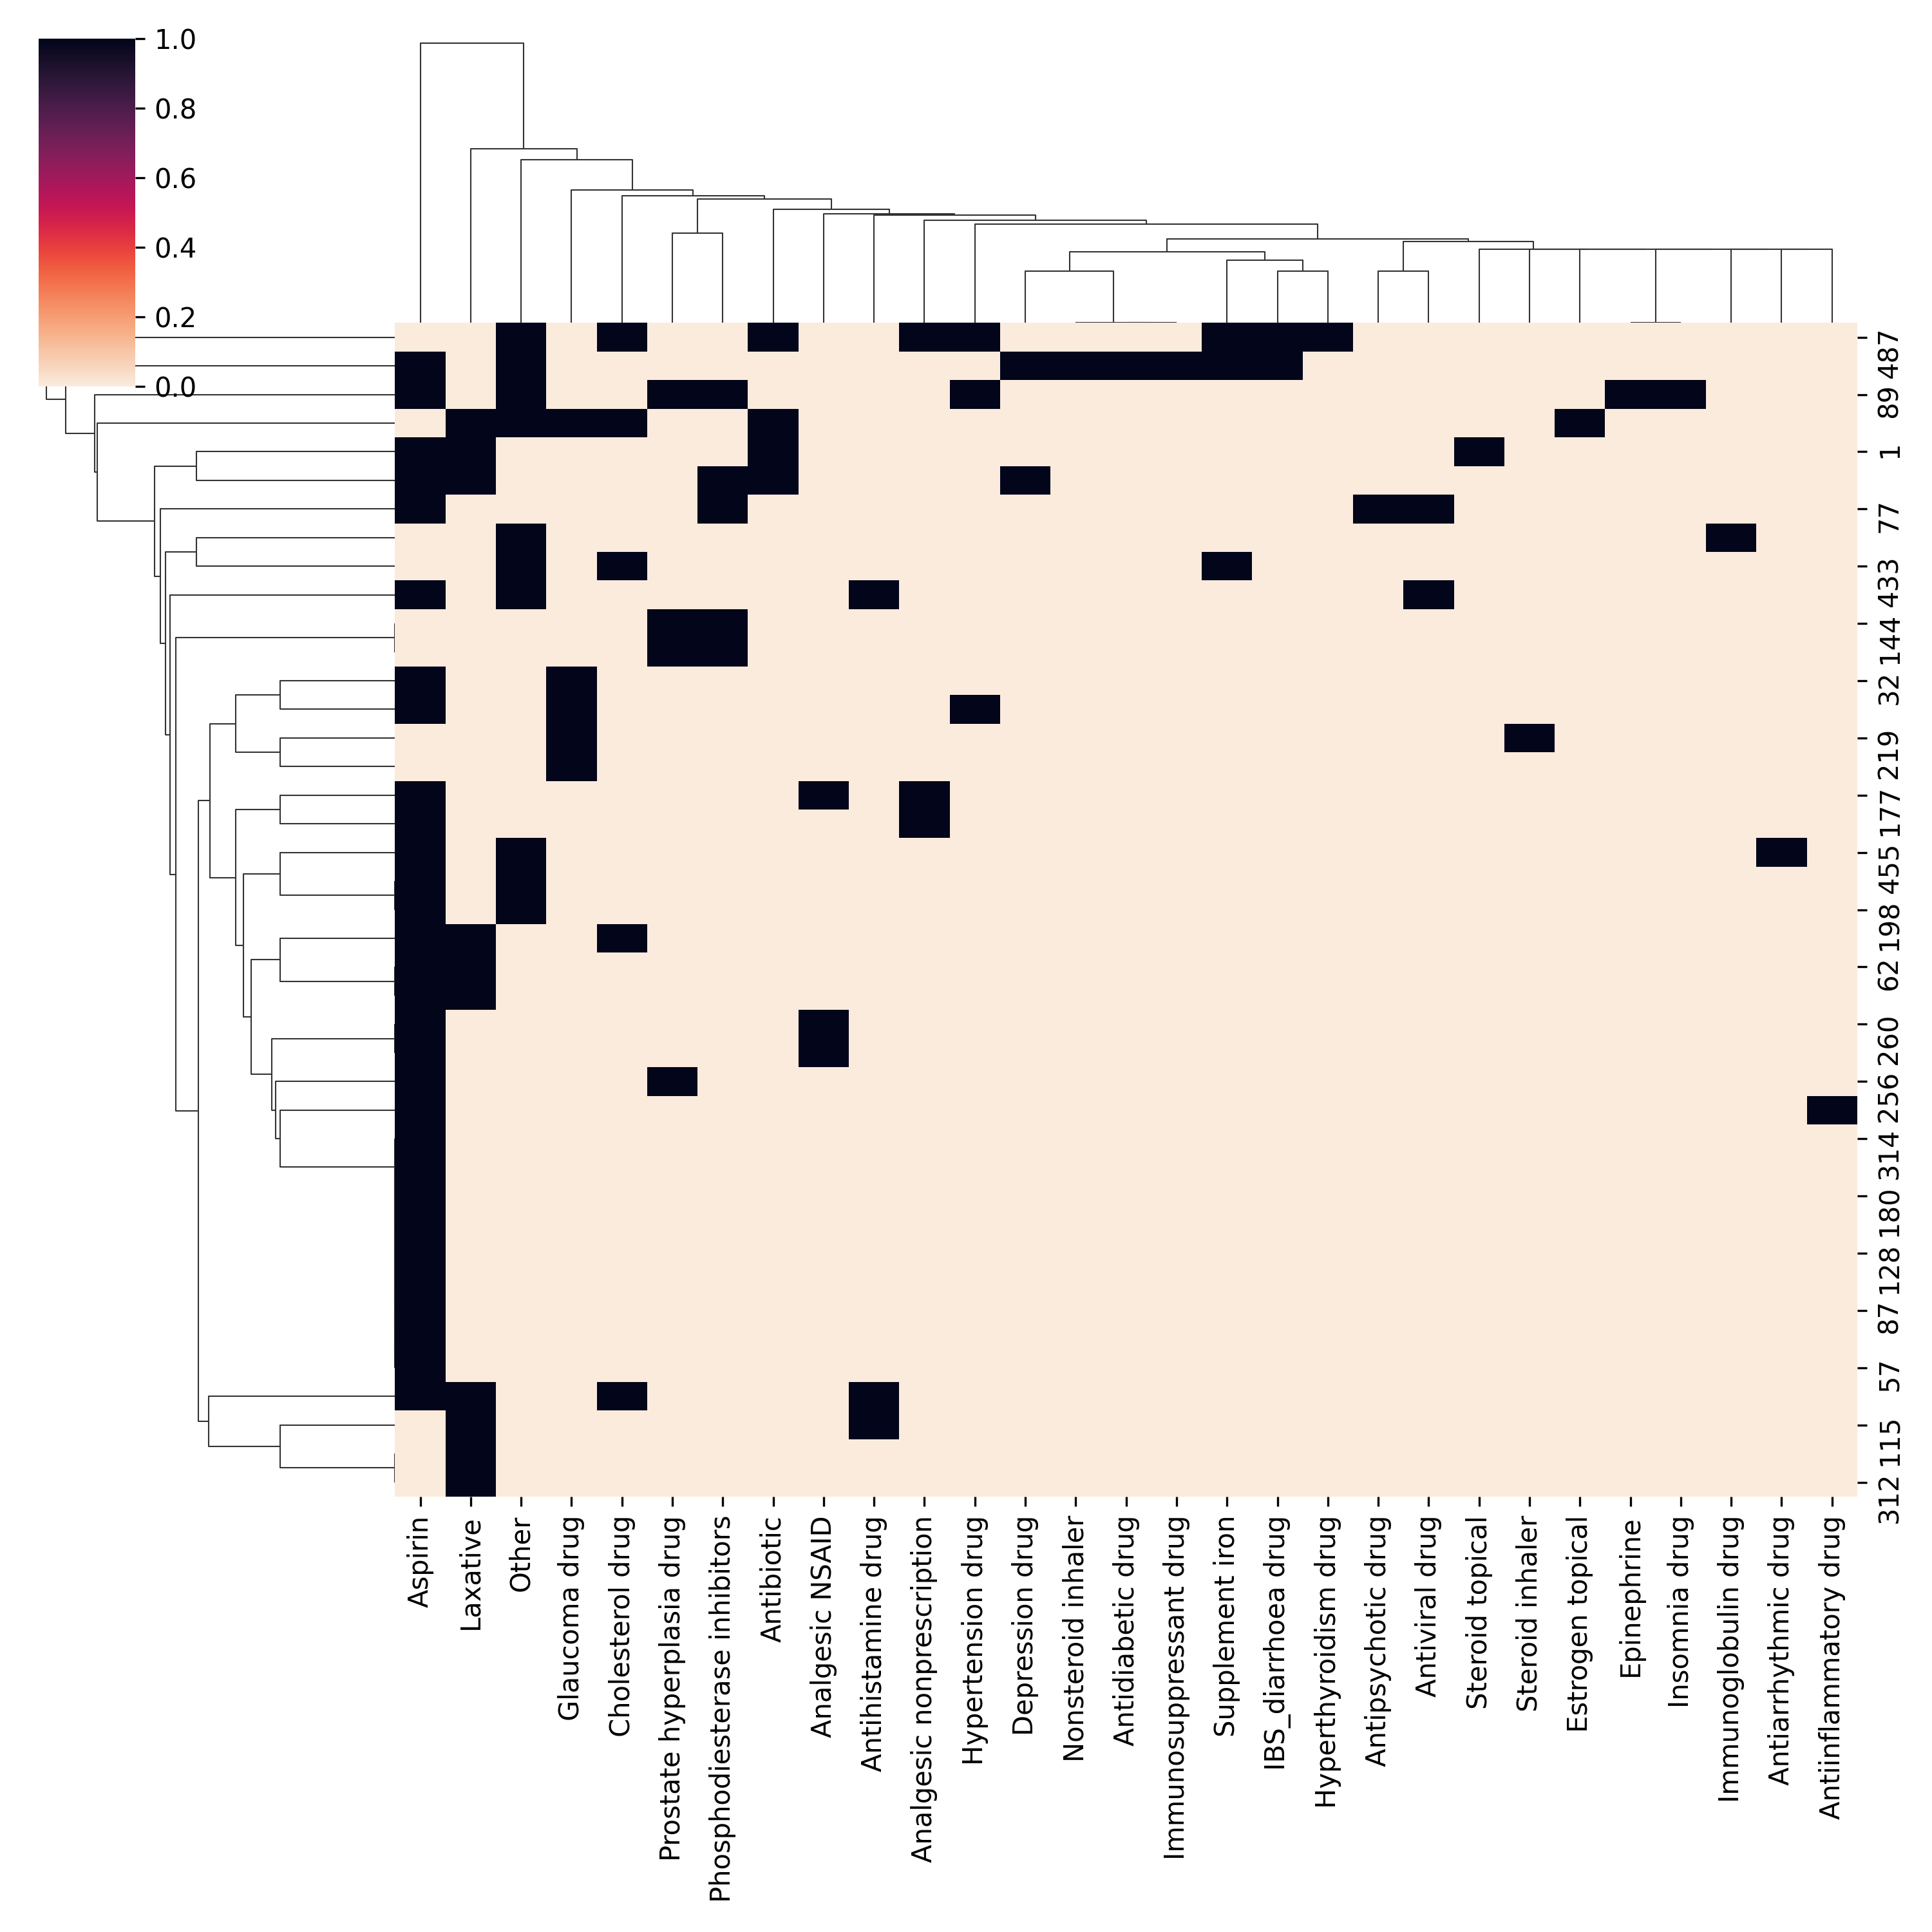 1.0
0.8
0.6
0.4
0.2
0.0
487
89
1
77
433
144
32
219
177
455
198
62
260
256
314
180
128
87
57
115
312
Aspirin
Laxative
Other
Glaucoma drug
Cholesterol drug
Prostate hyperplasia drug
Phosphodiesterase inhibitors
Antibiotic
Analgesic NSAID
Antihistamine drug
Analgesic nonprescription
Hypertension drug
Depression drug
Nonsteroid inhaler
Antidiabetic drug
Immunosuppressant drug
Supplement iron
IBS_diarrhoea drug
Hyperthyroidism drug
Antipsychotic drug
Antiviral drug
Steroid topical
Steroid inhaler
Estrogen topical
Epinephrine
Insomnia drug
Immunoglobulin drug
Antiarrhythmic drug
Antiinflammatory drug